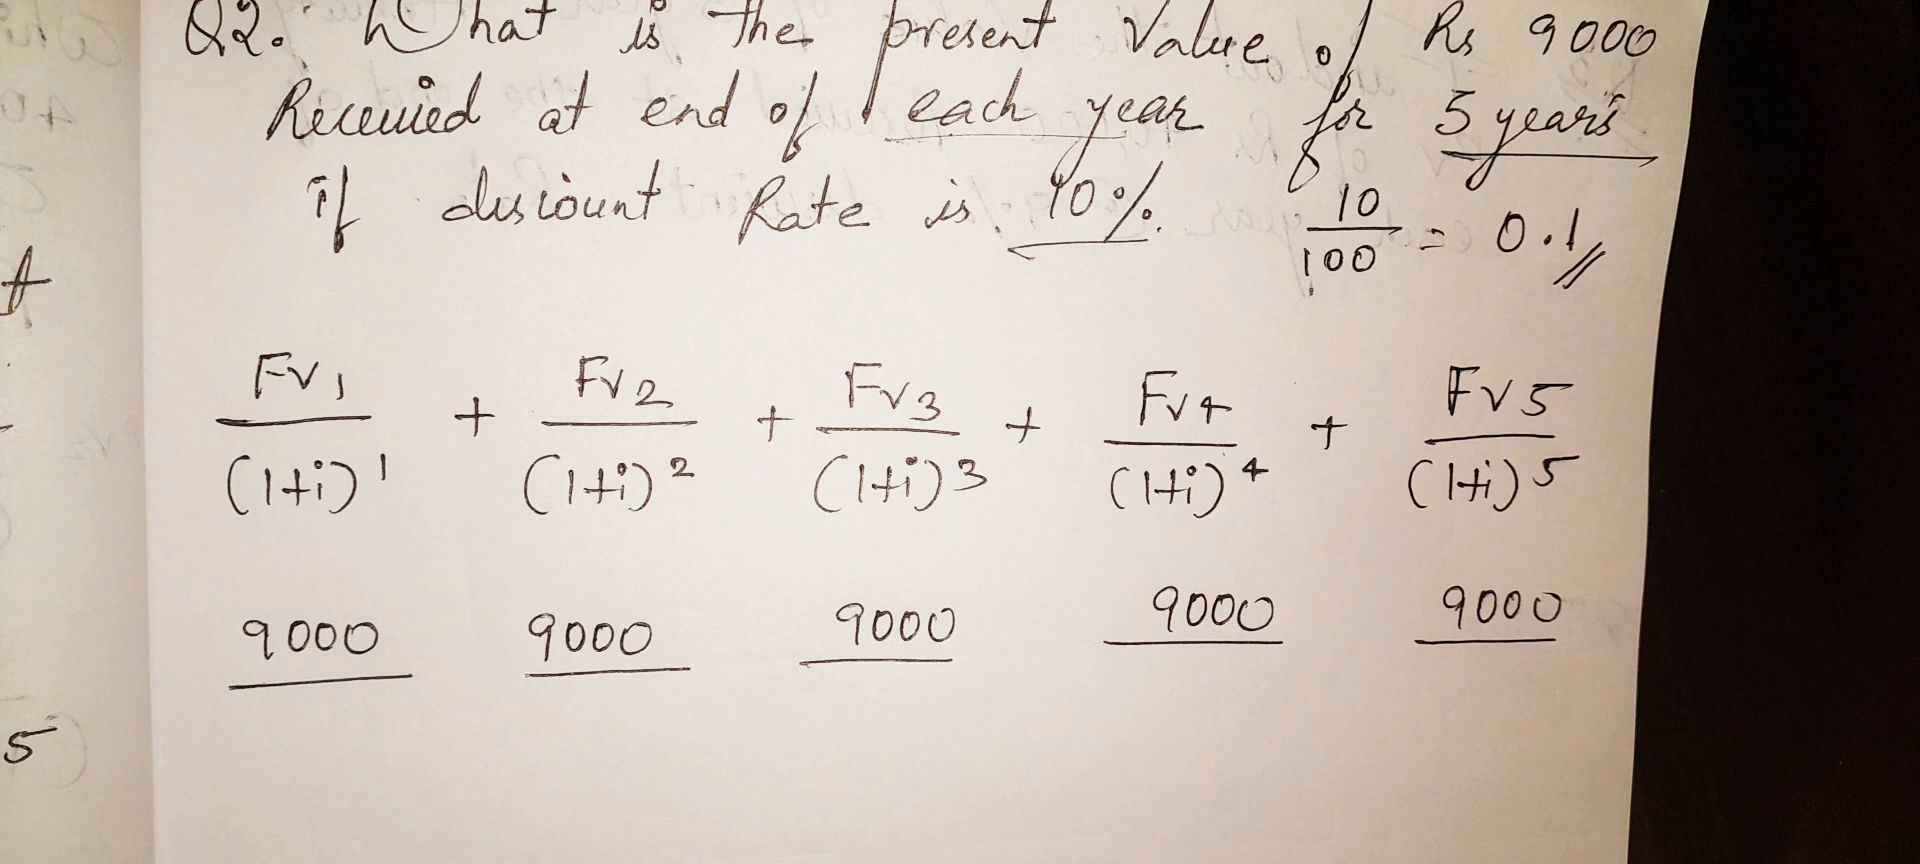 Q2. What is the present Value of Rs 9000
Received at end of each year for 5 years
if discount Rate is 10%. 10/100 = 0.1
FV1/(1+i)1 + FV2/(1+i)2 + FV3/(1+i)3 + FV4/(1+i)4 + FV5/(1+i)5
9000 9000 9000 9000 9000
5